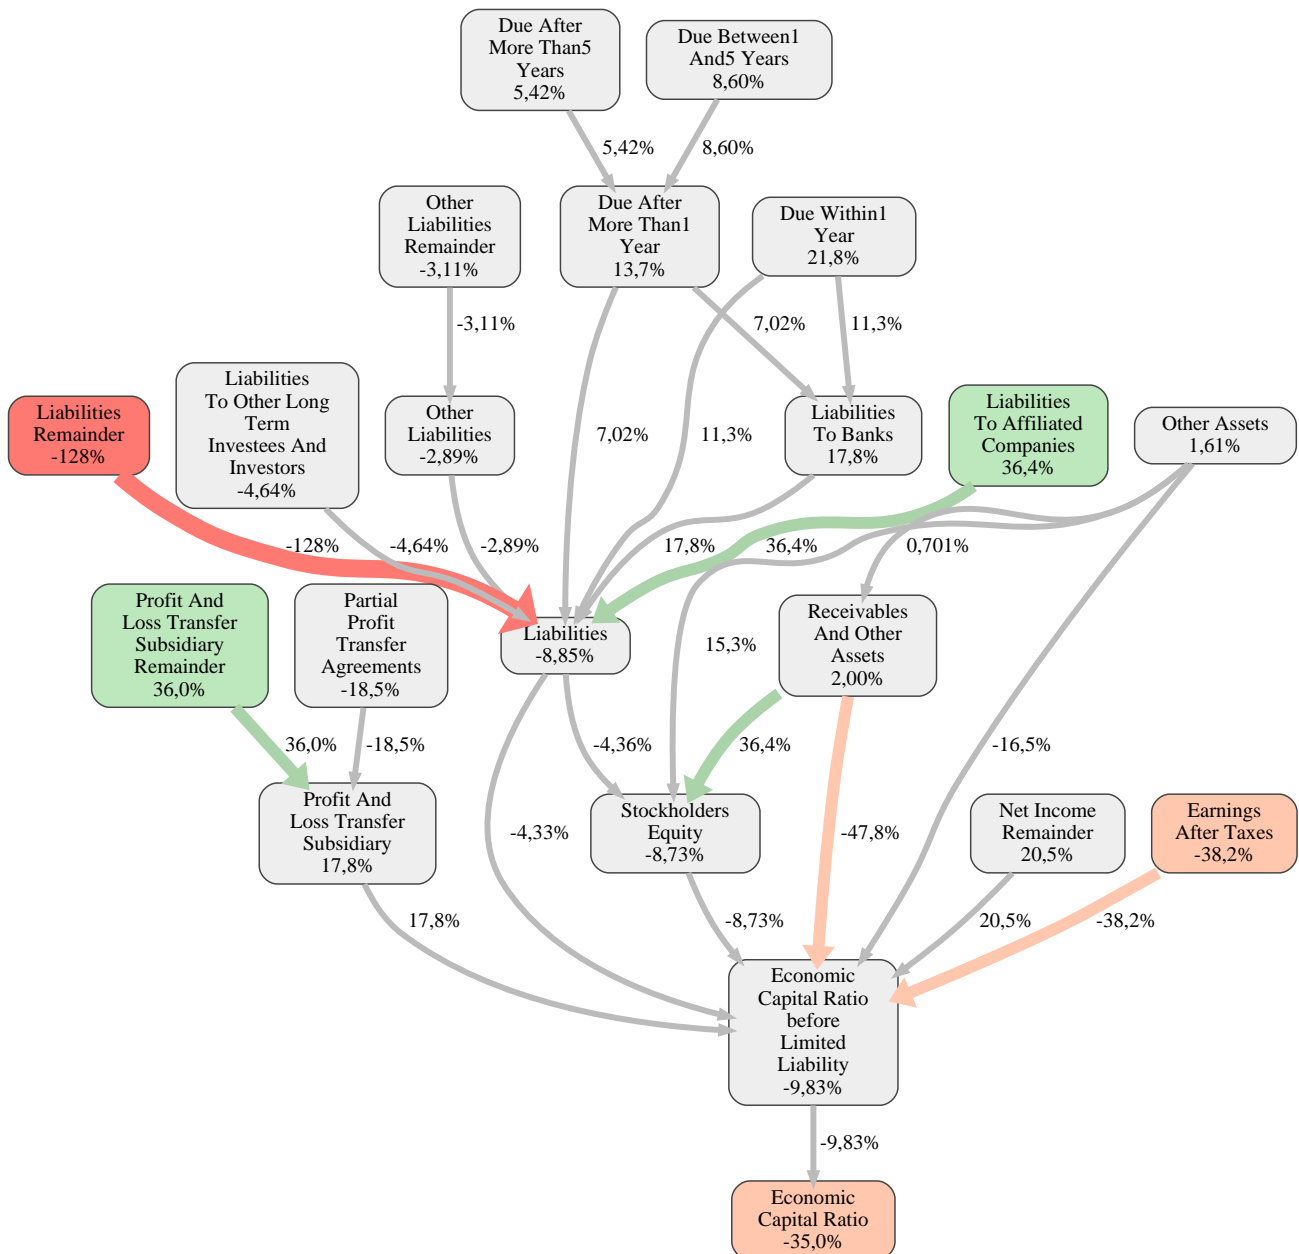 Due After
More Than5
Years
5,42%
Due Between1
And5 Years
8,60%
5,42%
8,60%
Other
Liabilities
Remainder
-3,11%
Due After
More Than1
Year
13,7%
Due Within1
Year
21,8%
-3,11%
7,02%
11,3%
Liabilities
Remainder
-128%
Liabilities
To Other Long
Term
Investees And
Investors
-4,64%
Other
Liabilities
-2,89%
7,02%
11,3%
Liabilities
To Banks
17,8%
Liabilities
To Affiliated
Companies
36,4%
Other Assets
1,61%
-128%
-4,64%
-2,89%
17,8%
36,4%
0,701%
Profit And
Loss Transfer
Subsidiary
Remainder
36,0%
Partial
Profit
Transfer
Agreements
-18,5%
Liabilities
-8,85%
15,3%
Receivables
And Other
Assets
2,00%
36,0%
-18,5%
-4,36%
36,4%
-16,5%
Profit And
Loss Transfer
Subsidiary
17,8%
-4,33%
Stockholders
Equity
-8,73%
-47,8%
Net Income
Remainder
20,5%
Earnings
After Taxes
-38,2%
17,8%
-8,73%
20,5%
-38,2%
Economic
Capital Ratio
before
Limited
Liability
-9,83%
-9,83%
Economic
Capital Ratio
-35,0%